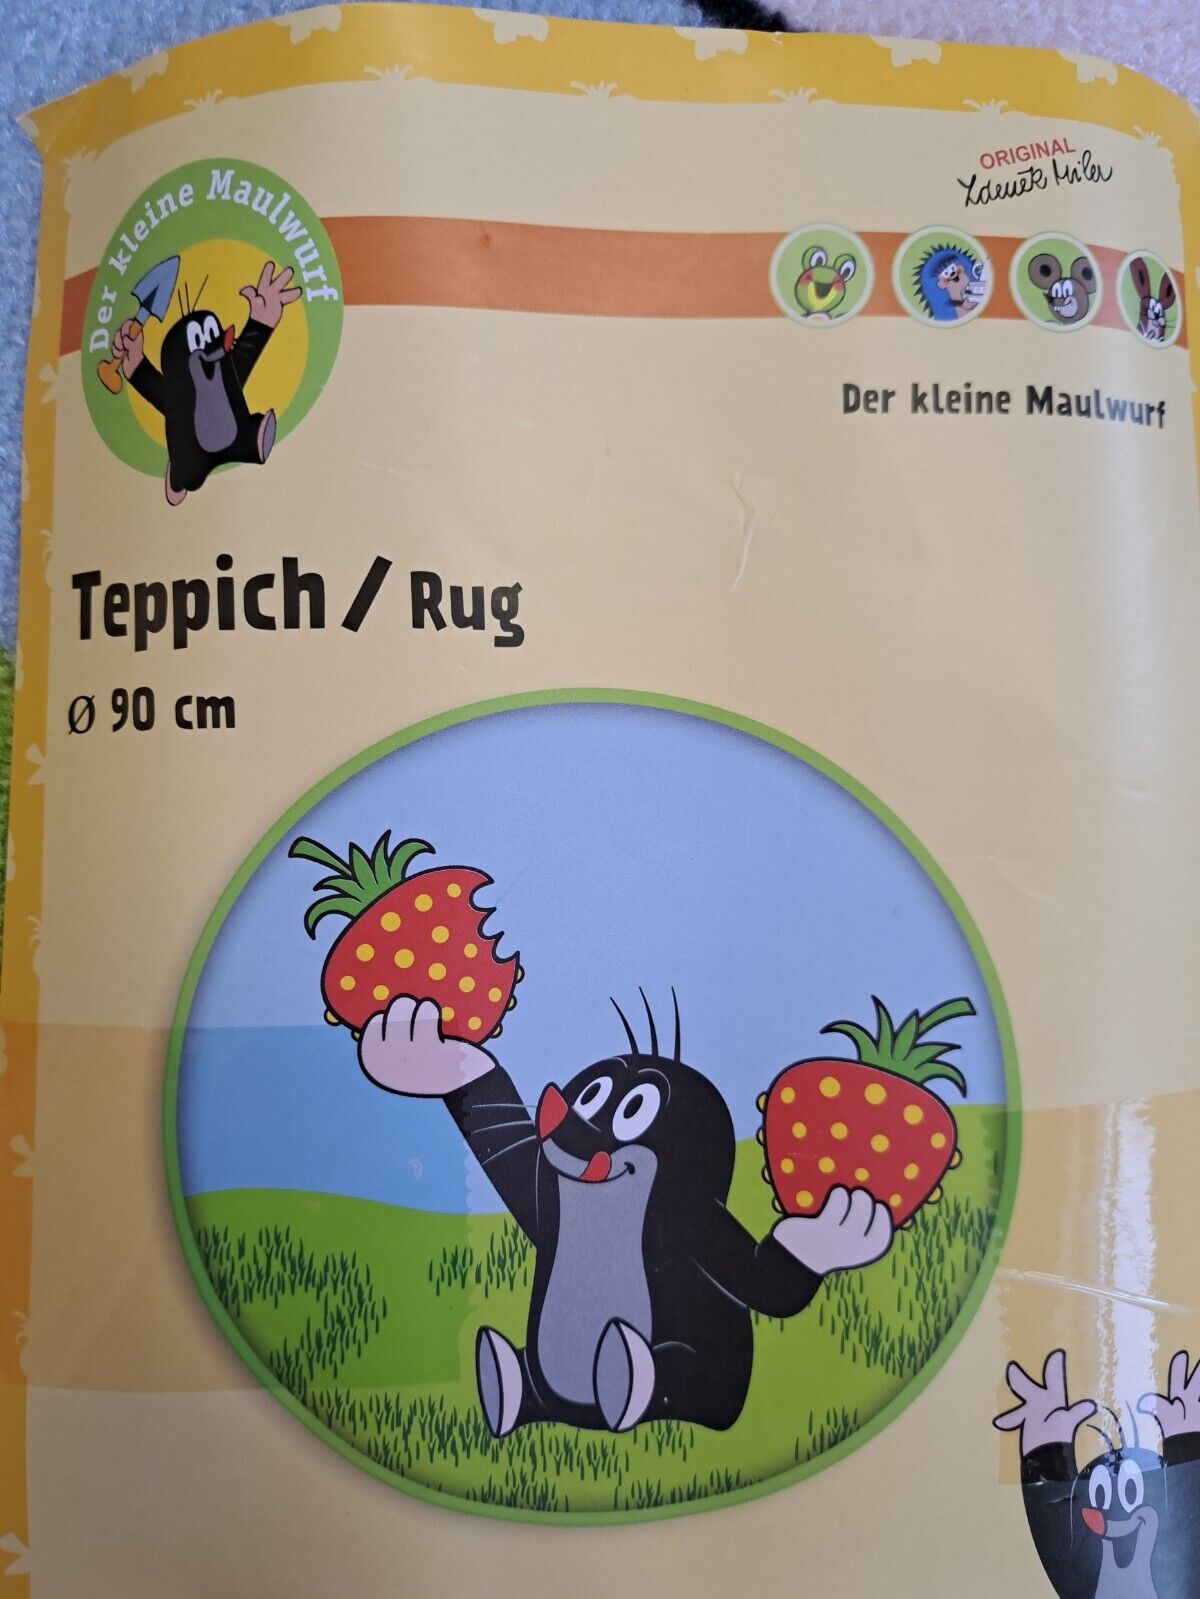 ORIGINAL
Zdeněk Miler
Der kleine Maulwurf
Der kleine Maulwurf
Teppich / Rug
Ø 90 cm